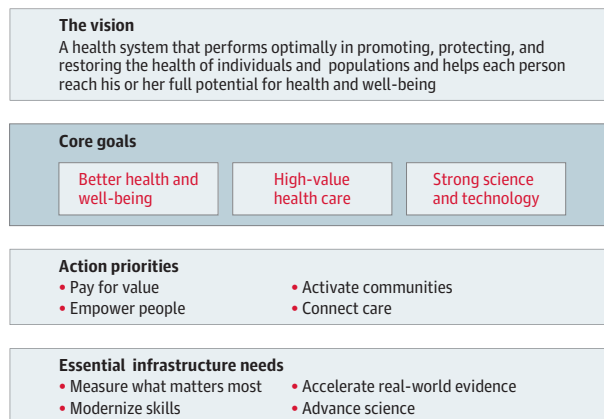 The vision
A health system that performs optimally in promoting, protecting, and
restoring the health of individuals and populations and helps each person
reach his or her full potential for health and well-being
Core goals
Better health and
well-being
High-value
health care
Strong science
and technology
Action priorities
• Pay for value
• Empower people
• Activate communities
• Connect care
Essential infrastructure needs
• Measure what matters most
• Modernize skills
• Accelerate real-world evidence
• Advance science